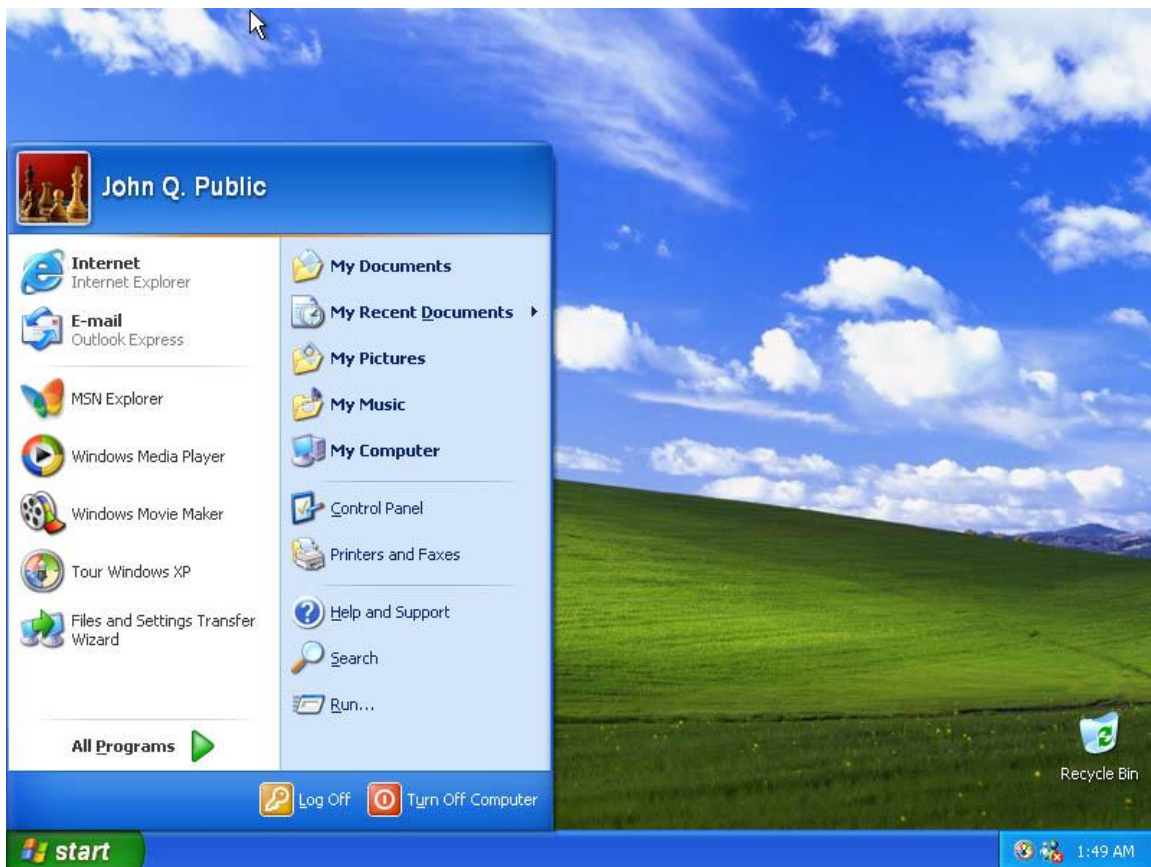 John Q. Public
Internet
Internet Explorer
E-mail
Outlook Express
MSN Explorer
Windows Media Player
Windows Movie Maker
Tour Windows XP
Files and Settings Transfer
Wizard
All Programs
My Documents
My Recent Documents
My Pictures
My Music
My Computer
Control Panel
Printers and Faxes
Help and Support
Search
Run...
Log Off
Turn Off Computer
Recycle Bin
start
1:49 AM